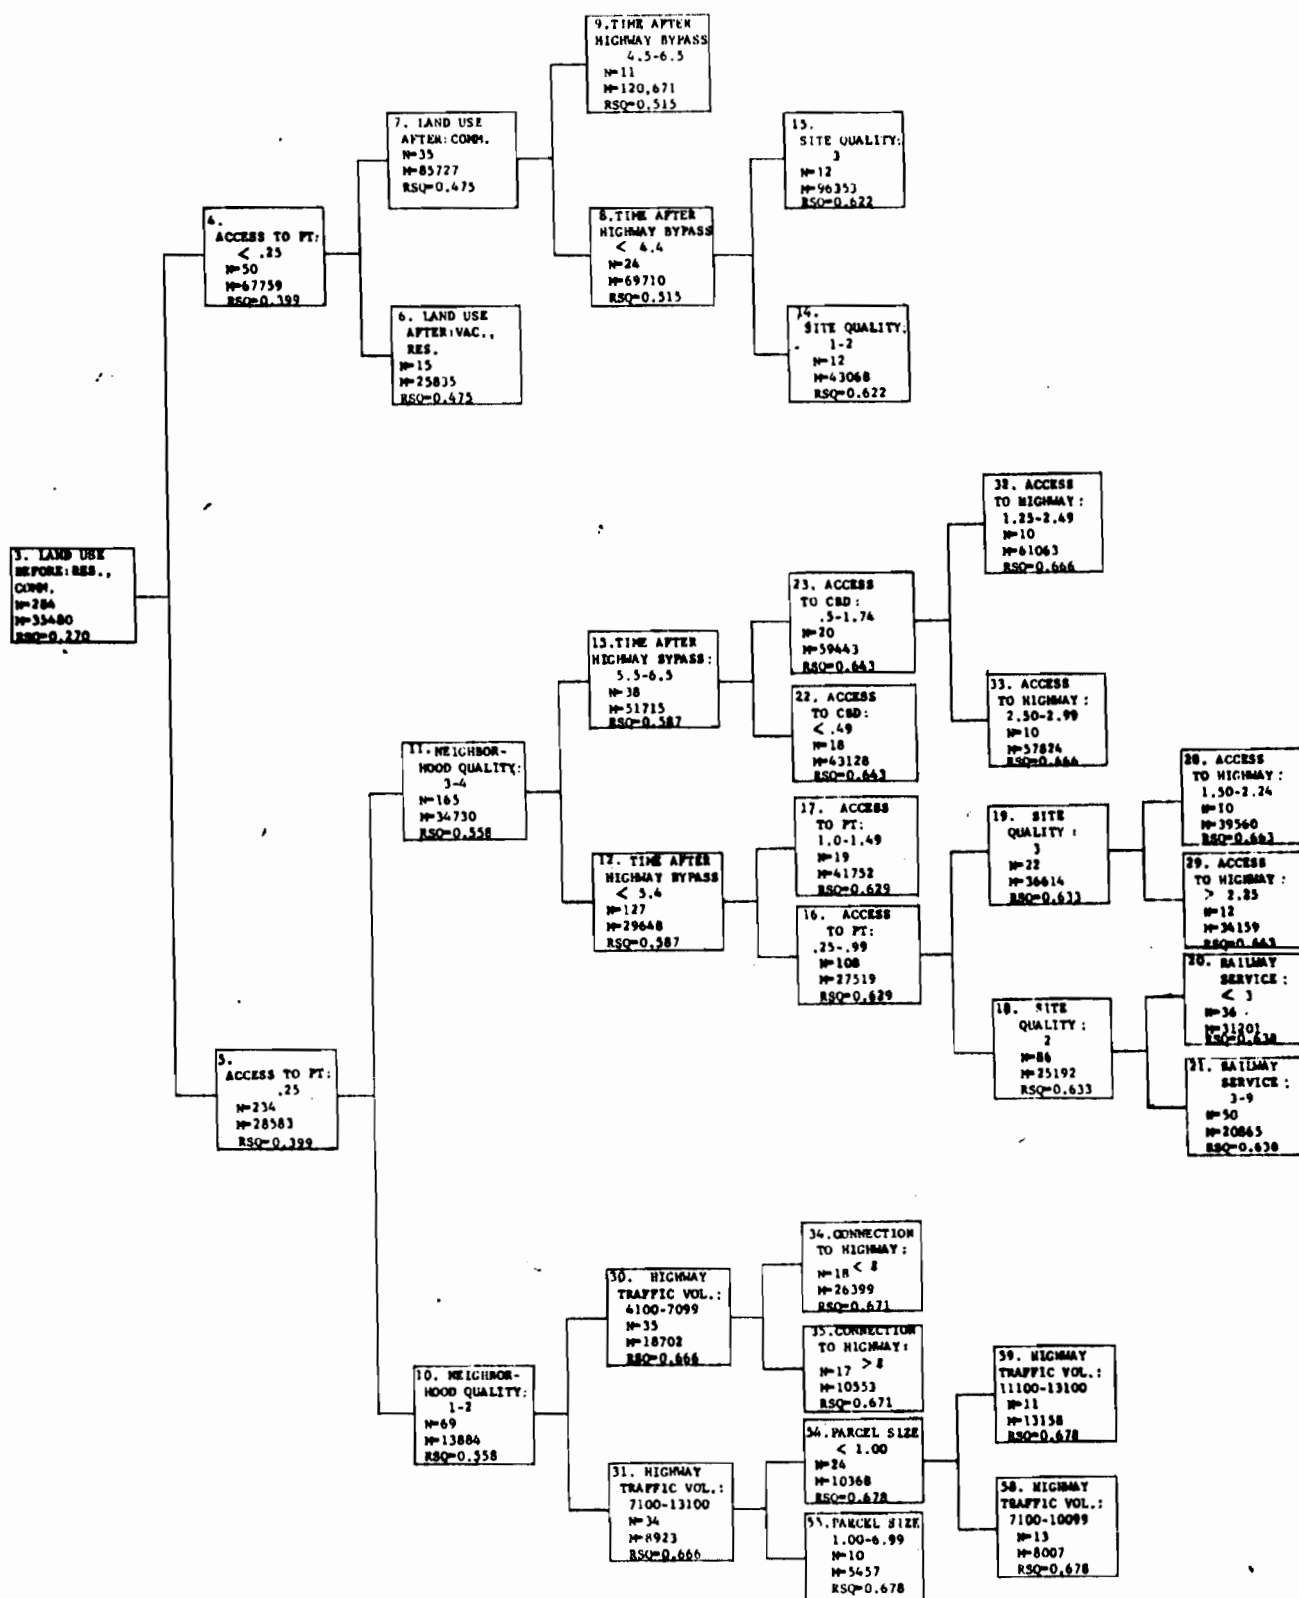 9.TIME AFTER
HIGHWAY BYPASS
4.5-6.5
N=11
M=120,671
RSQ=0.515
7. LAND USE
AFTER:COMM.
N=35
M=85727
RSQ=0.475
15.
SITE QUALITY:
3
N=12
M=96353
RSQ=0.622
4.
ACCESS TO PT:
< .25
N=50
M=67759
RSQ=0.399
8.TIME AFTER
HIGHWAY BYPASS
< 4.4
N=24
M=69710
RSQ=0.515
6. LAND USE
AFTER:VAC.,
RES.
N=15
M=25835
RSQ=0.475
14.
SITE QUALITY:
1-2
N=12
M=43068
RSQ=0.622
32. ACCESS
TO HIGHWAY:
1.25-2.49
N=10
M=61063
RSQ=0.666
3. LAND USE
BEFORE:RES.,
COMM.
N=284
M=35480
RSQ=0.270
23. ACCESS
TO CBD:
.5-1.74
N=20
M=59443
RSQ=0.643
13.TIME AFTER
HIGHWAY BYPASS:
5.5-6.5
N=38
M=51715
RSQ=0.587
33. ACCESS
TO HIGHWAY:
2.50-2.99
N=10
M=57824
RSQ=0.666
22. ACCESS
TO CBD:
< .49
N=18
M=43128
RSQ=0.643
11.NEIGHBOR-
HOOD QUALITY:
3-4
N=165
M=34730
RSQ=0.558
28. ACCESS
TO HIGHWAY:
1.50-2.24
N=10
M=39560
RSQ=0.663
17. ACCESS
TO PT:
1.0-1.49
N=19
M=41752
RSQ=0.629
19. SITE
QUALITY:
3
N=22
M=36614
RSQ=0.633
12. TIME AFTER
HIGHWAY BYPASS
< 5.4
N=127
M=29648
RSQ=0.587
29. ACCESS
TO HIGHWAY:
> 2.25
N=12
M=34159
RSQ=0.663
16. ACCESS
TO PT:
.25-.99
N=108
M=27519
RSQ=0.629
20. RAILWAY
SERVICE:
< 3
N=36
M=31201
RSQ=0.638
18. SITE
QUALITY:
2
N=86
M=25192
RSQ=0.633
5.
ACCESS TO PT:
.25
N=234
M=28583
RSQ=0.399
21. RAILWAY
SERVICE:
3-9
N=50
M=20865
RSQ=0.638
34.CONNECTION
TO HIGHWAY:
< 8
N=18
M=26399
RSQ=0.671
30. HIGHWAY
TRAFFIC VOL.:
4100-7099
N=35
M=18702
RSQ=0.666
35.CONNECTION
TO HIGHWAY:
> 8
N=17
M=10553
RSQ=0.671
10. NEIGHBOR-
HOOD QUALITY:
1-2
N=69
M=13884
RSQ=0.558
59. HIGHWAY
TRAFFIC VOL.:
11100-13100
N=11
M=13158
RSQ=0.678
54.PARCEL SIZE
< 1.00
N=24
M=10368
RSQ=0.678
31. HIGHWAY
TRAFFIC VOL.:
7100-13100
N=34
M=8923
RSQ=0.666
58. HIGHWAY
TRAFFIC VOL.:
7100-10099
N=13
M=8007
RSQ=0.678
55.PARCEL SIZE
1.00-6.99
N=10
M=5457
RSQ=0.678